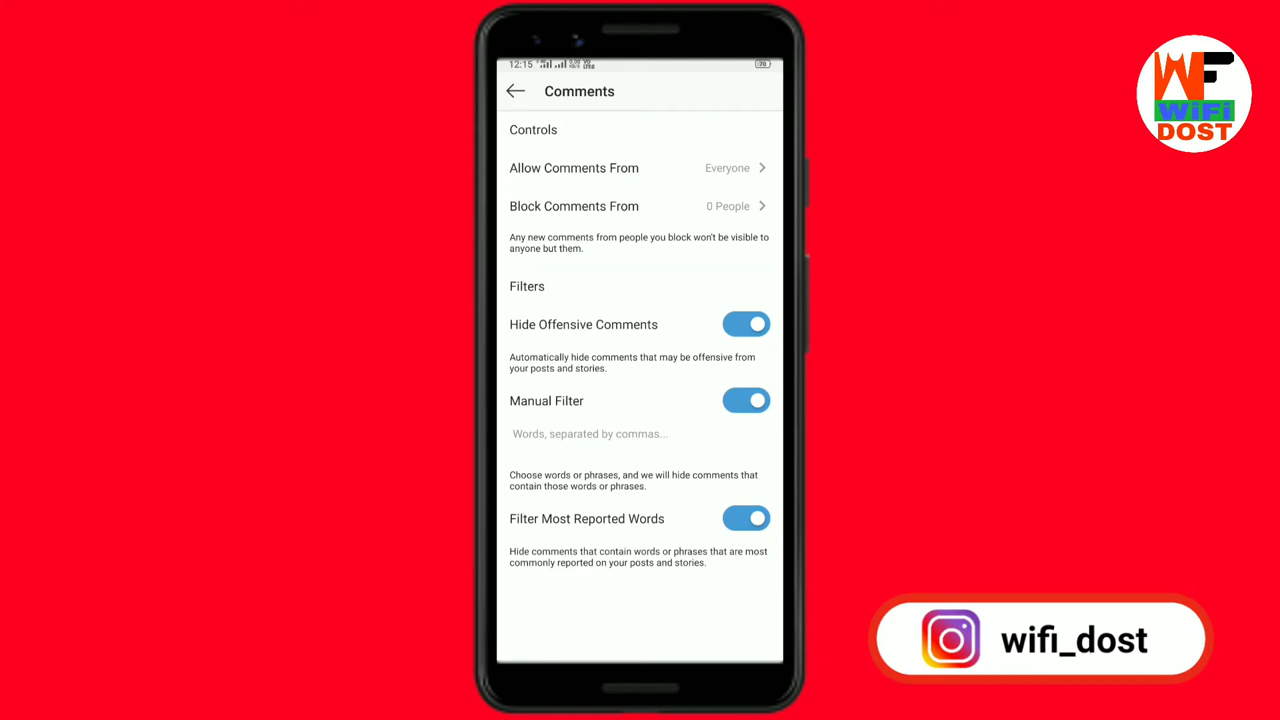 12:15
70
Comments
Controls
Allow Comments From Everyone
Block Comments From 0 People
Any new comments from people you block won't be visible to
anyone but them.
Filters
Hide Offensive Comments
Automatically hide comments that may be offensive from
your posts and stories.
Manual Filter
Words, separated by commas...
Choose words or phrases, and we will hide comments that
contain those words or phrases.
Filter Most Reported Words
Hide comments that contain words or phrases that are most
commonly reported on your posts and stories.
WF
WiFi
DOST
wifi_dost